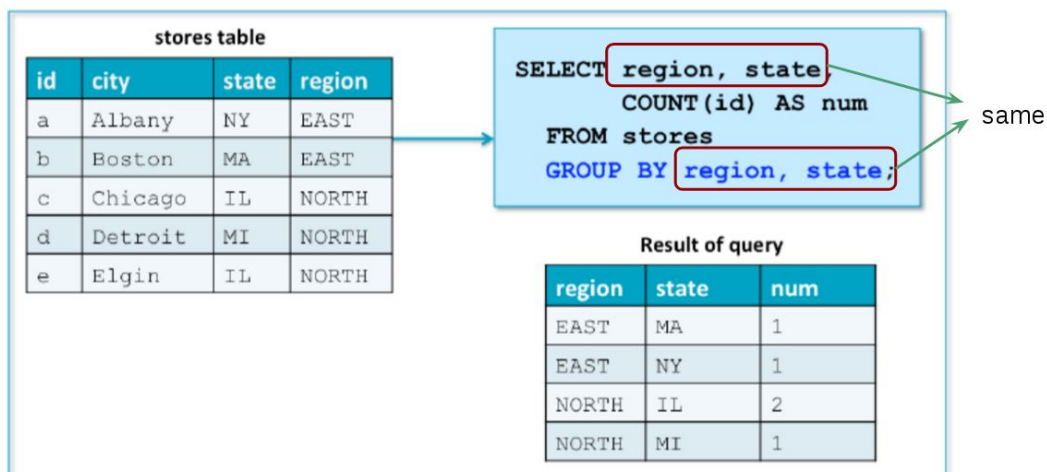 stores table
id city state region
a Albany NY EAST
b Boston MA EAST
c Chicago IL NORTH
d Detroit MI NORTH
e Elgin IL NORTH
SELECT region, state,
COUNT(id) AS num
FROM stores
GROUP BY region, state;
same
Result of query
region state num
EAST MA 1
EAST NY 1
NORTH IL 2
NORTH MI 1